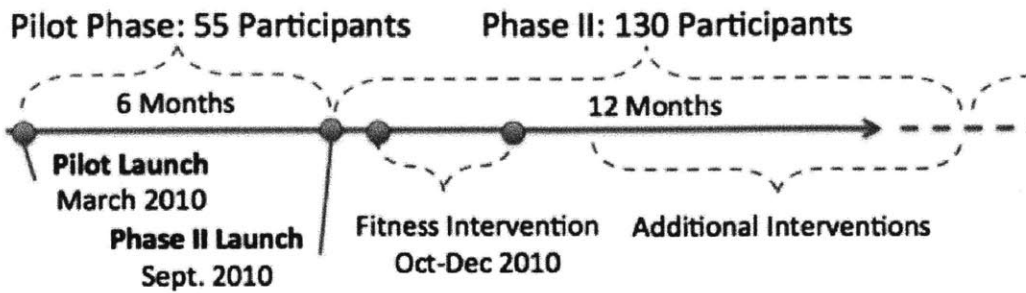 Pilot Phase: 55 Participants
Phase II: 130 Participants
6 Months
12 Months
Pilot Launch
March 2010
Phase II Launch
Sept. 2010
Fitness Intervention
Oct-Dec 2010
Additional Interventions